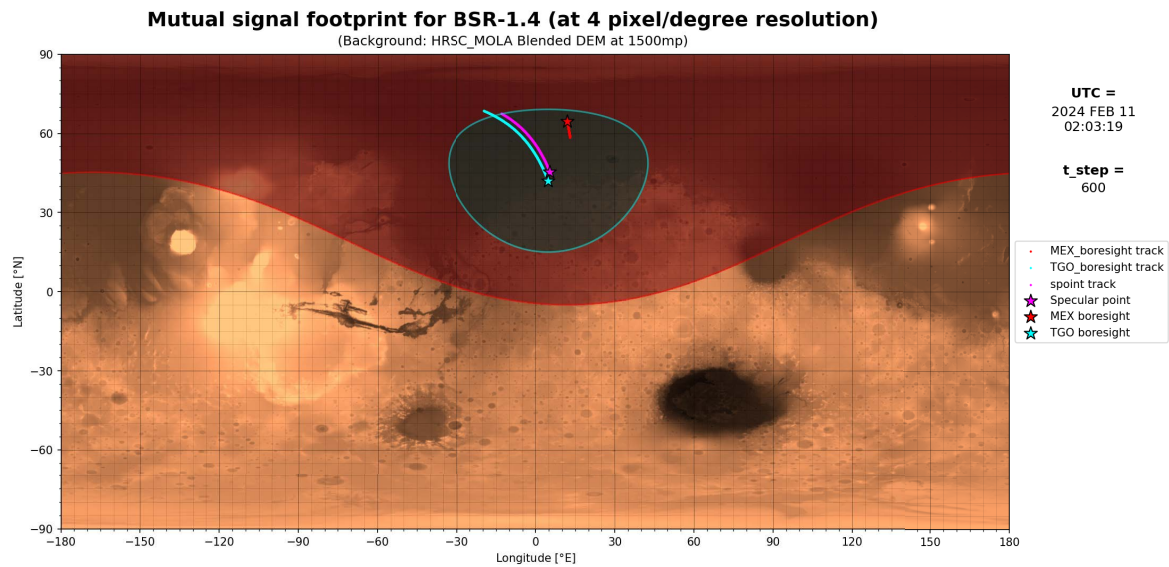 Mutual signal footprint for BSR-1.4 (at 4 pixel/degree resolution)
(Background: HRSC_MOLA Blended DEM at 1500mp)
90
60
30
0
−30
−60
−90
Latitude [°N]
−180
−150
−120
−90
−60
−30
0
30
60
90
120
150
180
Longitude [°E]
UTC =
2024 FEB 11
02:03:19
t_step =
600
MEX_boresight track
TGO_boresight track
spoint track
Specular point
MEX boresight
TGO boresight